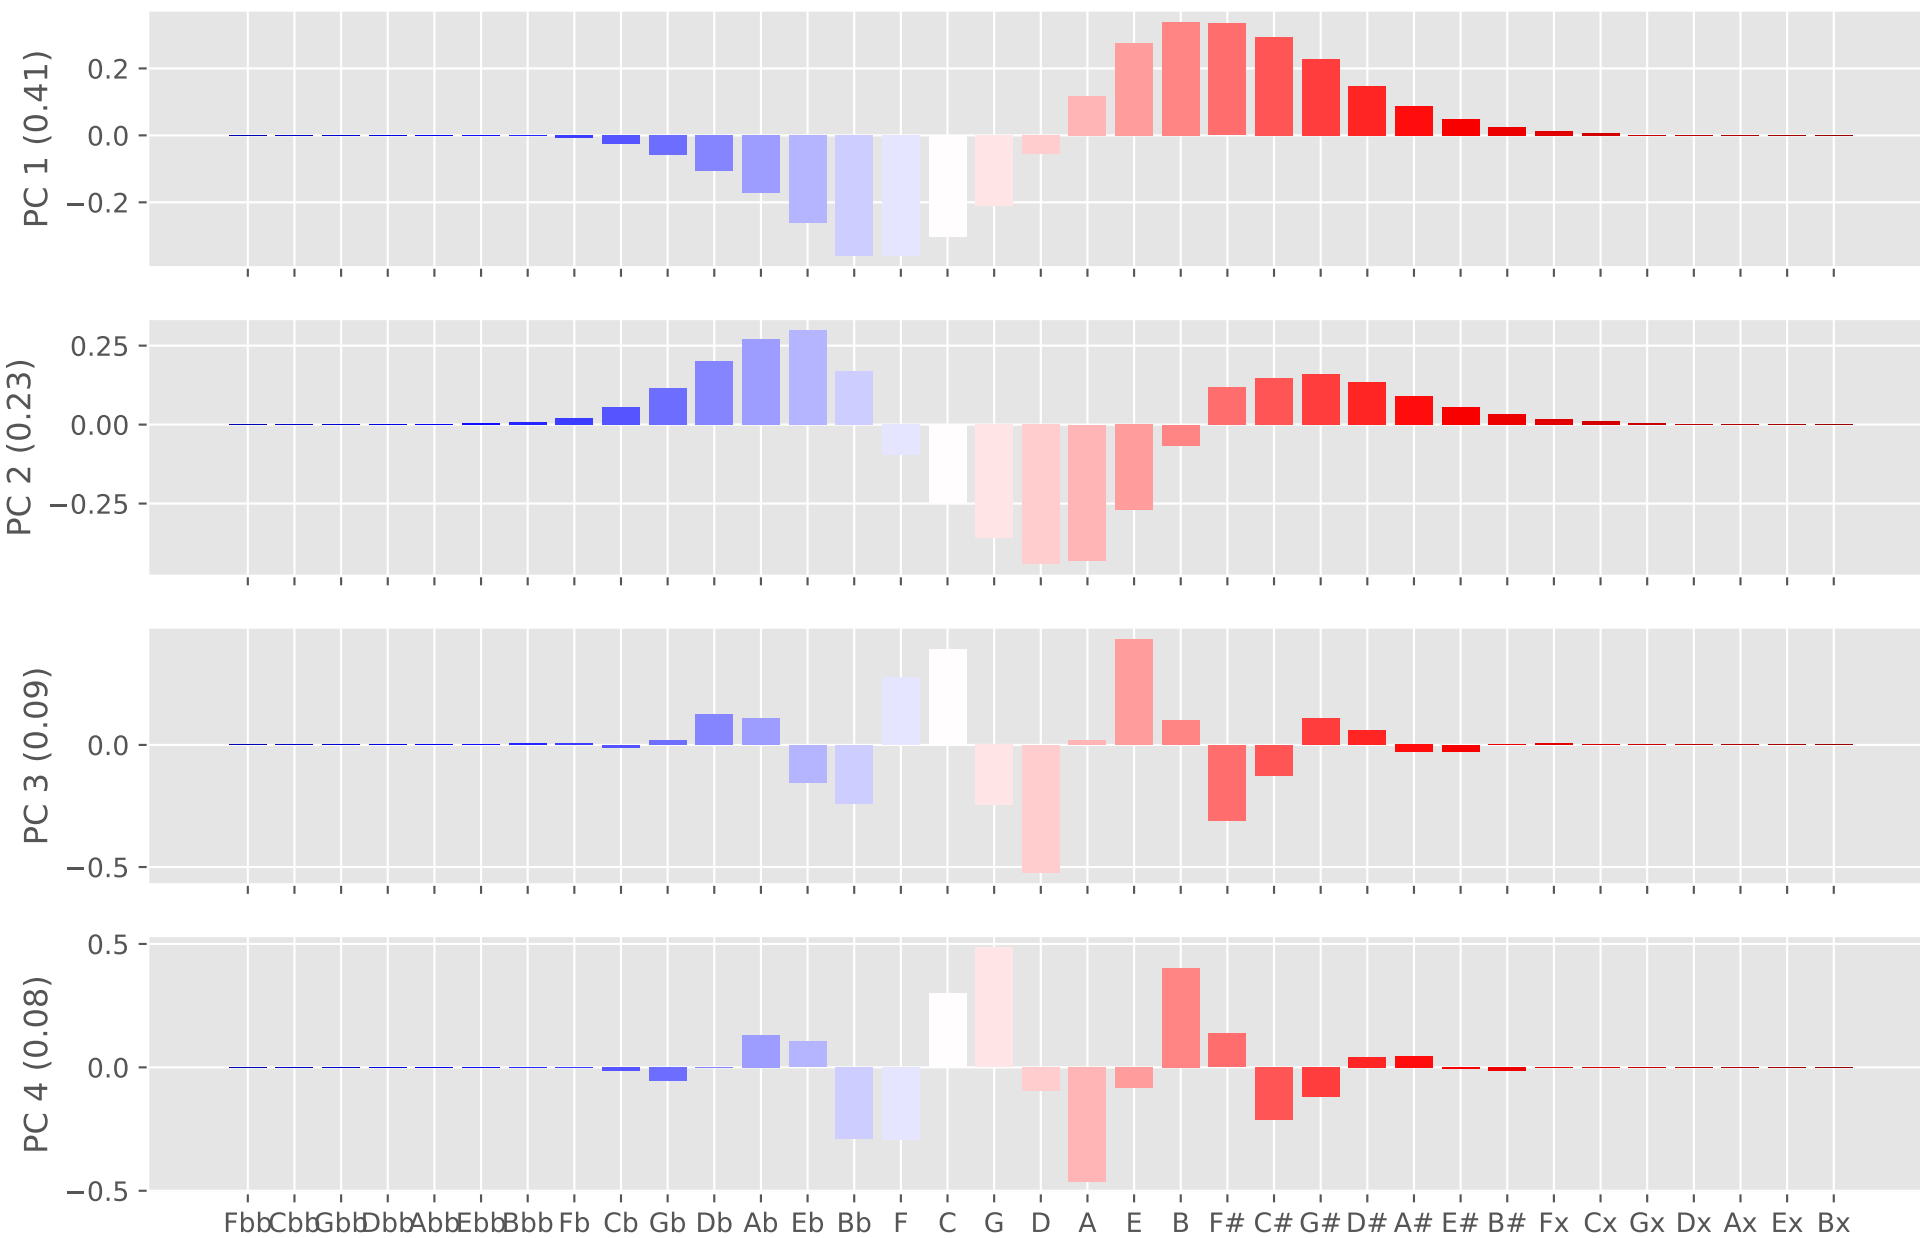 PC 1 (0.41)
0.2
0.0
−0.2
PC 2 (0.23)
0.25
0.00
−0.25
PC 3 (0.09)
0.0
−0.5
PC 4 (0.08)
0.5
0.0
−0.5
Fbb Cbb Gbb Dbb Abb Ebb Bbb Fb Cb Gb Db Ab Eb Bb F C G D A E B F# C# G# D# A# E# B# Fx Cx Gx Dx Ax Ex Bx